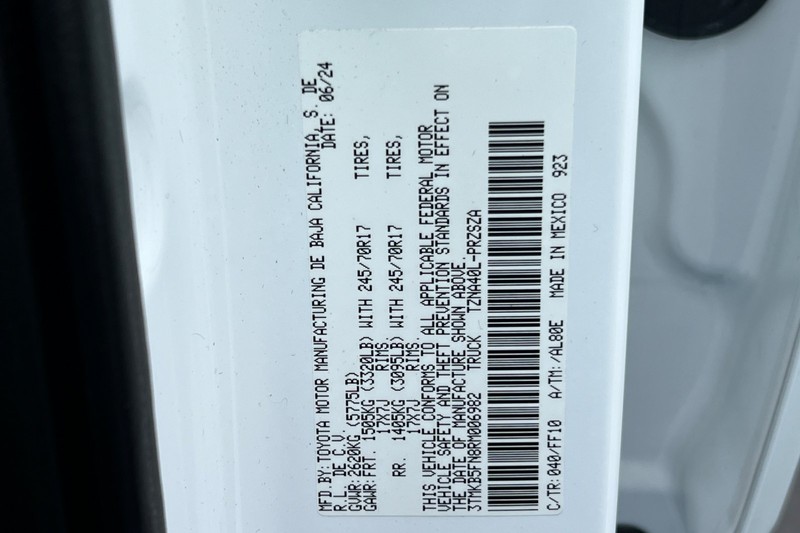 MFD. BY: TOYOTA MOTOR MANUFACTURING DE BAJA CALIFORNIA, S. DE
R.L. DE C.V. DATE: 06/24
GVWR: 2620KG (5775LB)
GAWR: FRT. 1505KG (3320LB) WITH 245/70R17 TIRES,
17X7J RIMS.
RR. 1405KG (3095LB) WITH 245/70R17 TIRES,
17X7J RIMS.
THIS VEHICLE CONFORMS TO ALL APPLICABLE FEDERAL MOTOR
VEHICLE SAFETY AND THEFT PREVENTION STANDARDS IN EFFECT ON
THE DATE OF MANUFACTURE SHOWN ABOVE.
3TMKB5FN8RM006982 TRUCK TZNA40L-PRZSZA
C/TR: 040/FF10 A/TM: /AL80E MADE IN MEXICO 923